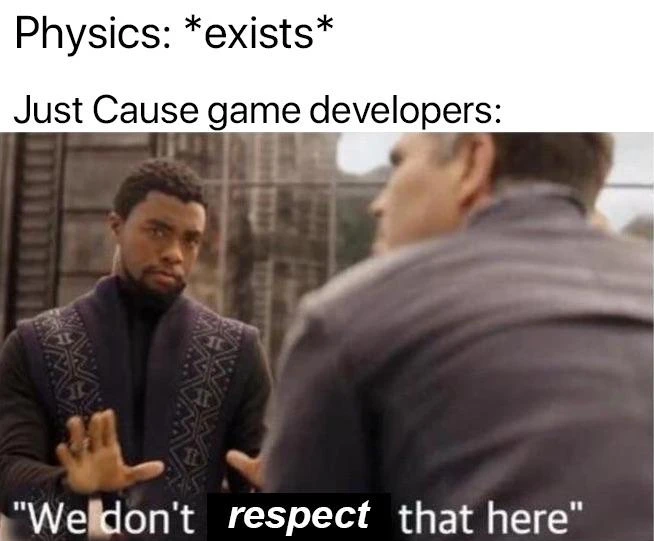 Physics: *exists*
Just Cause game developers:
"We don't respect that here"